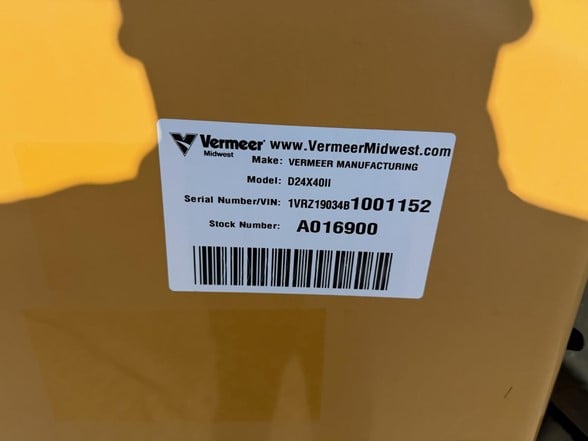 Vermeer® www.VermeerMidwest.com
Midwest
Make: VERMEER MANUFACTURING
Model: D24X40II
Serial Number/VIN: 1VRZ19034B1001152
Stock Number: A016900